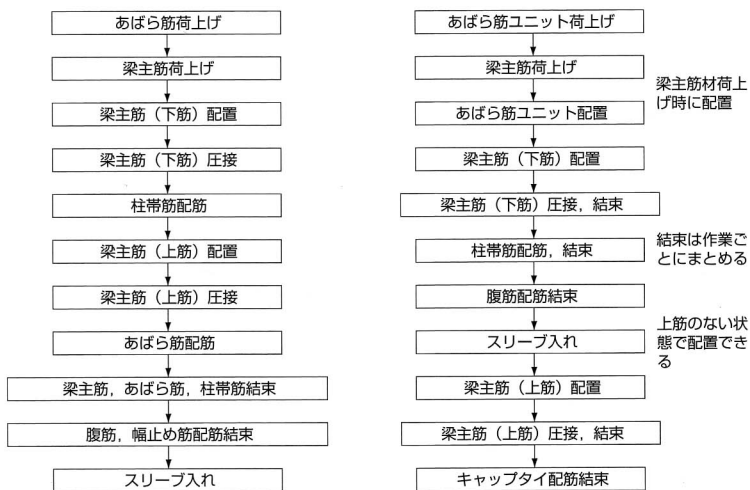 あばら筋荷上げ
梁主筋荷上げ
梁主筋（下筋）配置
梁主筋（下筋）圧接
柱帯筋配筋
梁主筋（上筋）配置
梁主筋（上筋）圧接
あばら筋配筋
梁主筋，あばら筋，柱帯筋結束
腹筋，幅止め筋配筋結束
スリーブ入れ
あばら筋ユニット荷上げ
梁主筋荷上げ
あばら筋ユニット配置
梁主筋（下筋）配置
梁主筋（下筋）圧接，結束
柱帯筋配筋，結束
腹筋配筋結束
スリーブ入れ
梁主筋（上筋）配置
梁主筋（上筋）圧接，結束
キャップタイ配筋結束
梁主筋材荷上
げ時に配置
結束は作業ご
とにまとめる
上筋のない状
態で配置でき
る